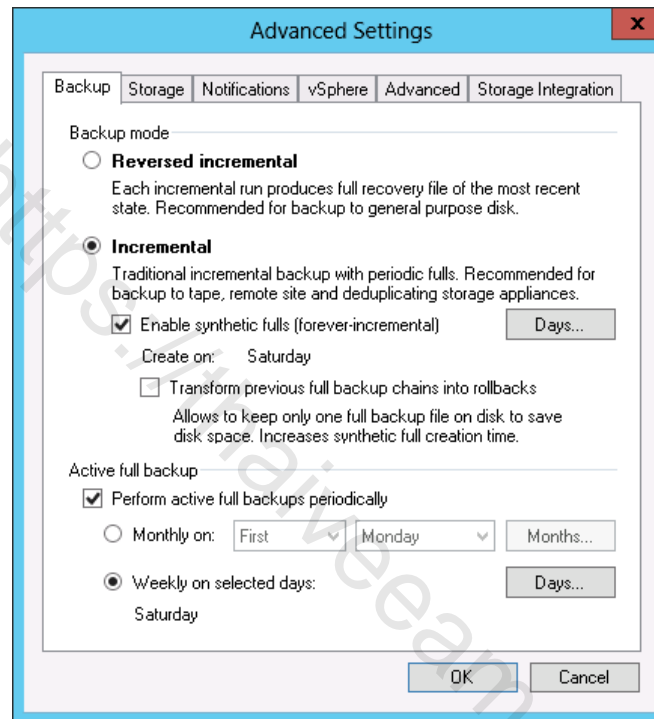 Advanced Settings
x
Backup
Storage
Notifications
vSphere
Advanced
Storage Integration
Backup mode
Reversed incremental
Each incremental run produces full recovery file of the most recent
state. Recommended for backup to general purpose disk.
Incremental
Traditional incremental backup with periodic fulls. Recommended for
backup to tape, remote site and deduplicating storage appliances.
Enable synthetic fulls (forever-incremental)
Days...
Create on: Saturday
Transform previous full backup chains into rollbacks
Allows to keep only one full backup file on disk to save
disk space. Increases synthetic full creation time.
Active full backup
Perform active full backups periodically
Monthly on: First Monday Months...
Weekly on selected days: Days...
Saturday
OK Cancel
https://thaiveeam